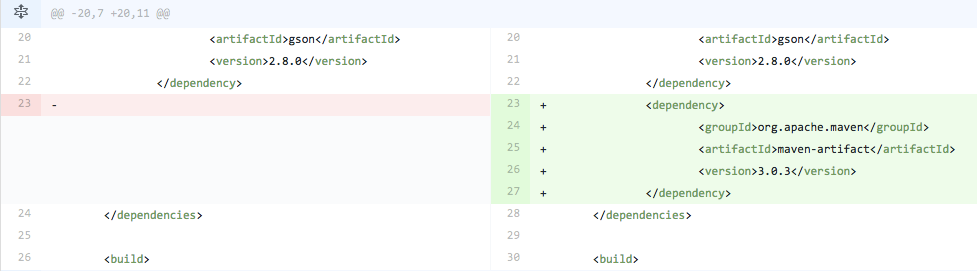 @@ -20,7 +20,11 @@
20 <artifactId>gson</artifactId>
21 <version>2.8.0</version>
22 </dependency>
23 -
24 </dependencies>
25
26 <build>
20 <artifactId>gson</artifactId>
21 <version>2.8.0</version>
22 </dependency>
23 + <dependency>
24 + <groupId>org.apache.maven</groupId>
25 + <artifactId>maven-artifact</artifactId>
26 + <version>3.0.3</version>
27 + </dependency>
28 </dependencies>
29
30 <build>